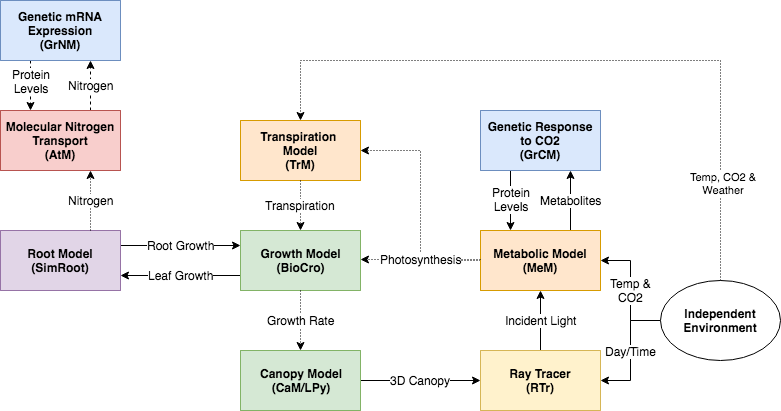 Genetic mRNA
Expression
(GrNM)
Protein
Levels
Nitrogen
Molecular Nitrogen
Transport
(AtM)
Nitrogen
Root Model
(SimRoot)
Root Growth
Leaf Growth
Transpiration
Model
(TrM)
Transpiration
Growth Model
(BioCro)
Growth Rate
Canopy Model
(CaM/LPy)
3D Canopy
Photosynthesis
Genetic Response
to CO2
(GrCM)
Protein
Levels
Metabolites
Metabolic Model
(MeM)
Incident Light
Ray Tracer
(RTr)
Temp, CO2 &
Weather
Temp &
CO2
Day/Time
Independent
Environment